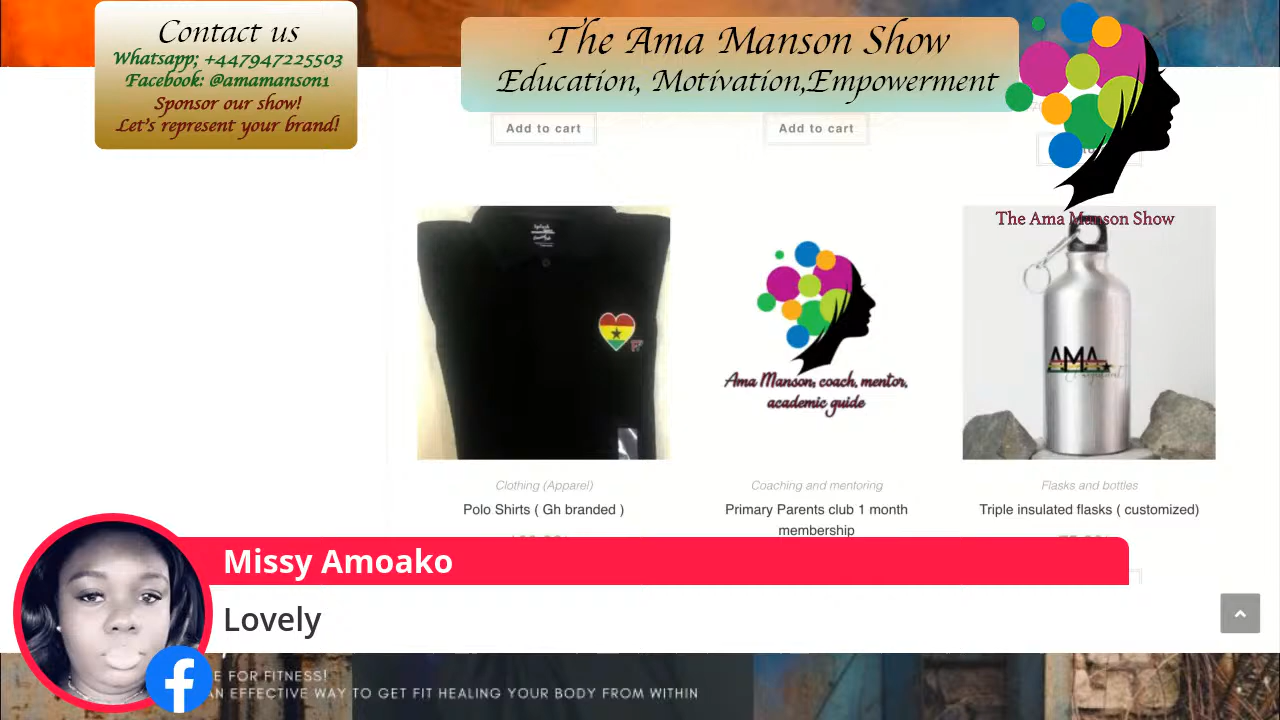 Contact us
Whatsapp; +447947225503
Facebook: @amamanson1
Sponsor our show!
Let's represent your brand!
The Ama Manson Show
Education, Motivation,Empowerment
Add to cart
Add to cart
The Ama Manson Show
Ama Manson; coach, mentor,
academic guide
AMA
Clothing (Apparel)
Coaching and mentoring
Flasks and bottles
Polo Shirts ( Gh branded )
Primary Parents club 1 month
membership
Triple insulated flasks ( customized)
Missy Amoako
Lovely
E FOR FITNESS!
AN EFFECTIVE WAY TO GET FIT HEALING YOUR BODY FROM WITHIN